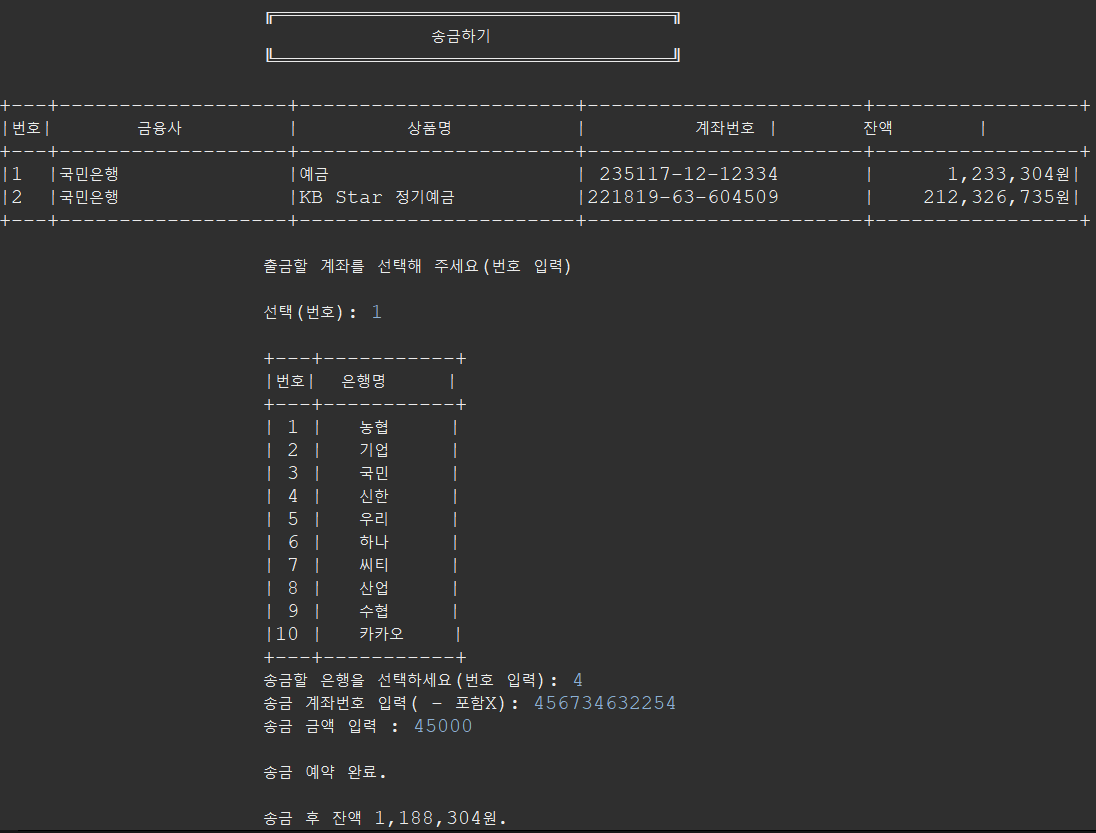 송금하기
|번호| 금융사 | 상품명 | 계좌번호 | 잔액 |
|1 |국민은행 |예금 | 235117-12-12334 | 1,233,304원|
|2 |국민은행 |KB Star 정기예금 |221819-63-604509 | 212,326,735원|
출금할 계좌를 선택해 주세요(번호 입력)
선택(번호): 1
|번호| 은행명 |
| 1 | 농협 |
| 2 | 기업 |
| 3 | 국민 |
| 4 | 신한 |
| 5 | 우리 |
| 6 | 하나 |
| 7 | 씨티 |
| 8 | 산업 |
| 9 | 수협 |
|10 | 카카오 |
송금할 은행을 선택하세요(번호 입력): 4
송금 계좌번호 입력( - 포함X): 456734632254
송금 금액 입력 : 45000
송금 예약 완료.
송금 후 잔액 1,188,304원.